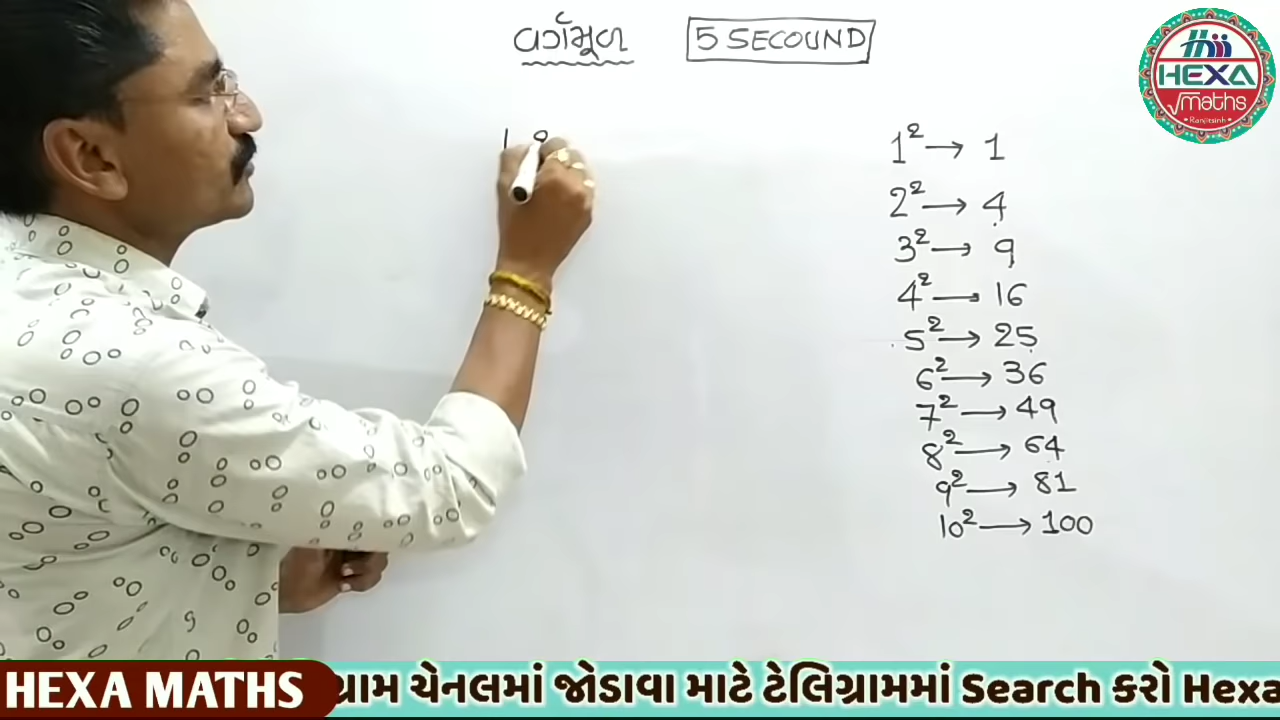 વર્ગમૂળ 5 SECOUND
HEXA
√maths
Ranjitsinh
1² → 1
2² → 4
3² → 9
4² → 16
5² → 25
6² → 36
7² → 49
8² → 64
9² → 81
10² → 100
HEXA MATHS ગ્રામ ચેનલમાં જોડાવા માટે ટેલિગ્રામમાં Search કરો Hexa